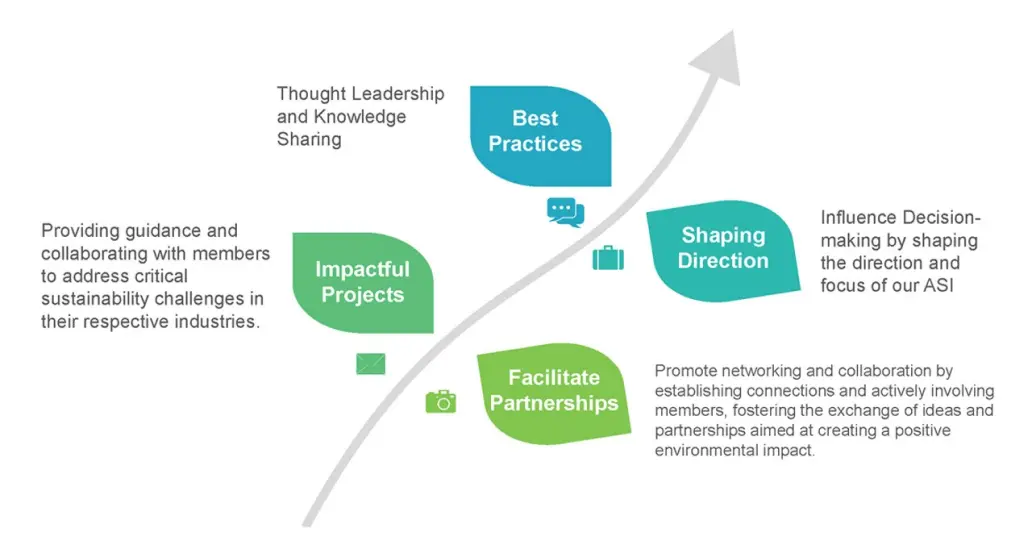 Thought Leadership
and Knowledge
Sharing
Best
Practices
Providing guidance and
collaborating with members
to address critical
sustainability challenges in
their respective industries.
Impactful
Projects
Shaping
Direction
Influence Decision-
making by shaping
the direction and
focus of our ASI
Facilitate
Partnerships
Promote networking and collaboration by
establishing connections and actively involving
members, fostering the exchange of ideas and
partnerships aimed at creating a positive
environmental impact.